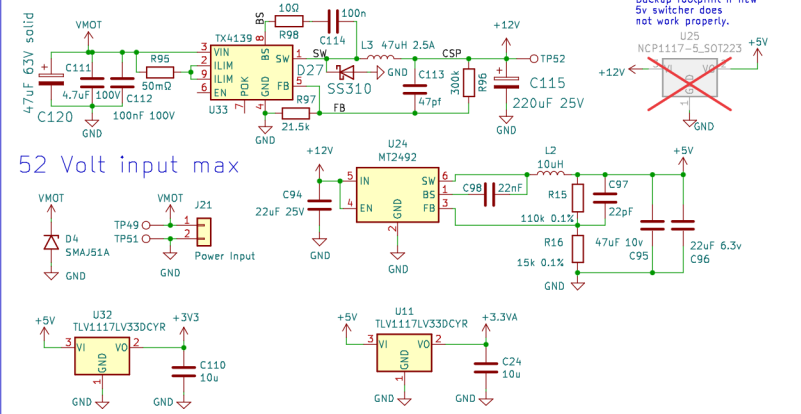 Backup footprint if new
5v switcher does
not work properly.
47uF 63V solid
C120
VMOT
C111
4.7uF
100V
C112
100nF 100V
GND
R95
50mΩ
TX4139
VIN
ILIM
ILIM
EN
BS
SW
FB
POK
GND
3
2
9
6
8
1
5
7
4
U33
GND
BS
10Ω
R98
100n
C114
SW
D27
SS310
GND
L3
47uH 2.5A
CSP
C113
47pf
300k
R96
R97
21.5k
FB
+12V
TP52
C115
220uF 25V
GND
U25
NCP1117-5_SOT223
+12V
VI
VO
GND
1
+5V
GND
52 Volt input max
VMOT
D4
SMAJ51A
GND
VMOT
J21
TP49
TP51
1
2
GND
Power Input
+12V
C94
22uF 25V
GND
U24
MT2492
IN
EN
SW
BS
FB
GND
5
4
6
1
3
2
GND
C98
22nF
L2
10uH
R15
110k 0.1%
C97
22pF
R16
15k 0.1%
GND
+5V
47uF 10v
C95
22uF 6.3v
C96
U32
TLV1117LV33DCYR
+5V
3
VI
VO
2
GND
1
+3V3
C110
10u
GND
GND
U11
TLV1117LV33DCYR
+5V
3
VI
VO
2
GND
1
+3.3VA
C24
10u
GND
GND